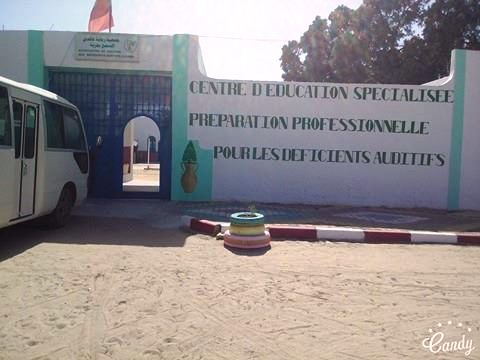 CENTRE D'EDUCATION SPECIALISEE
PREPARATION PROFESSIONNELLE
POUR LES DEFICIENTS AUDITIFS
Candy